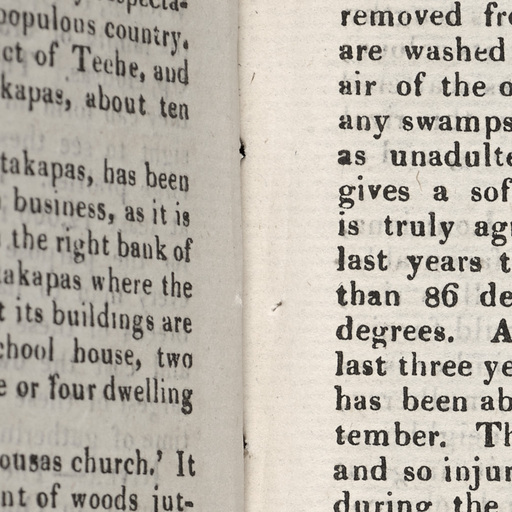 populous country.
ct of Teche, and
kapas, about ten
takapas, has been
business, as it is
the right bank of
akapas where the
t its buildings are
chool house, two
e or four dwelling
ousas church.' It
nt of woods jut-
removed fr
are washed
air of the o
any swamps
as unadulte
gives a sof
is truly agr
last years t
than 86 de
degrees. A
last three ye
has been ab
tember. Th
and so injur
during the